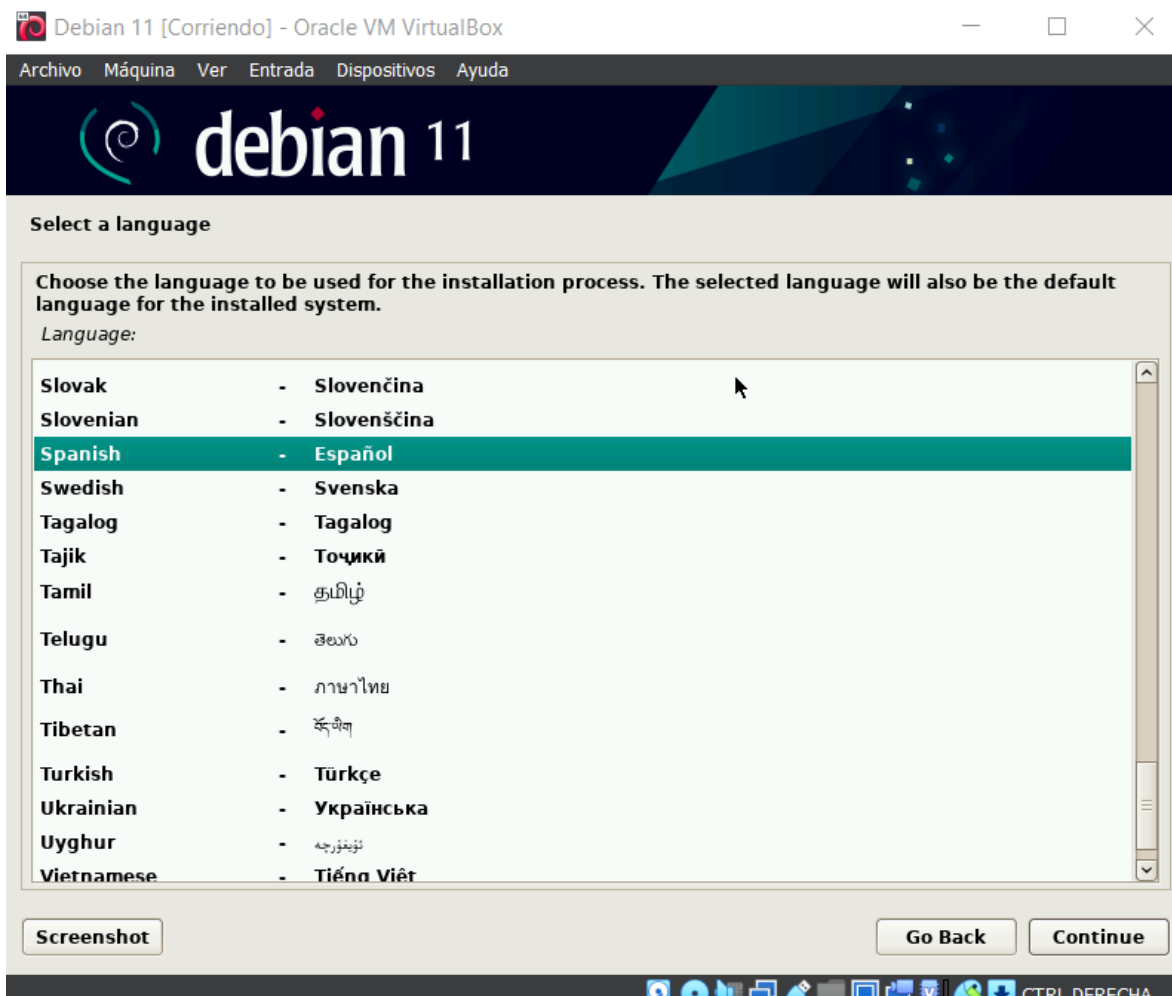 Debian 11 [Corriendo] - Oracle VM VirtualBox
Archivo Máquina Ver Entrada Dispositivos Ayuda
debian 11
Select a language
Choose the language to be used for the installation process. The selected language will also be the default
language for the installed system.
Language:
Slovak - Slovenčina
Slovenian - Slovenščina
Spanish - Español
Swedish - Svenska
Tagalog - Tagalog
Tajik - Тоҷикӣ
Tamil - தமிழ்
Telugu - తెలుగు
Thai - ภาษาไทย
Tibetan - བོད་ཡིག
Turkish - Türkçe
Ukrainian - Українська
Uyghur - ئۇيغۇرچە
Vietnamese - Tiếng Việt
Screenshot Go Back Continue
CTRL DERECHA